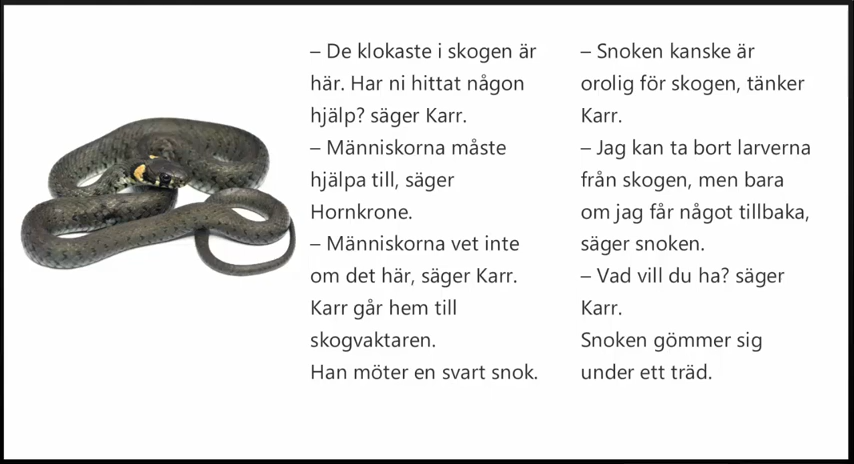 – De klokaste i skogen är
här. Har ni hittat någon
hjälp? säger Karr.
– Människorna måste
hjälpa till, säger
Hornkrone.
– Människorna vet inte
om det här, säger Karr.
Karr går hem till
skogvaktaren.
Han möter en svart snok.
– Snoken kanske är
orolig för skogen, tänker
Karr.
– Jag kan ta bort larverna
från skogen, men bara
om jag får något tillbaka,
säger snoken.
– Vad vill du ha? säger
Karr.
Snoken gömmer sig
under ett träd.